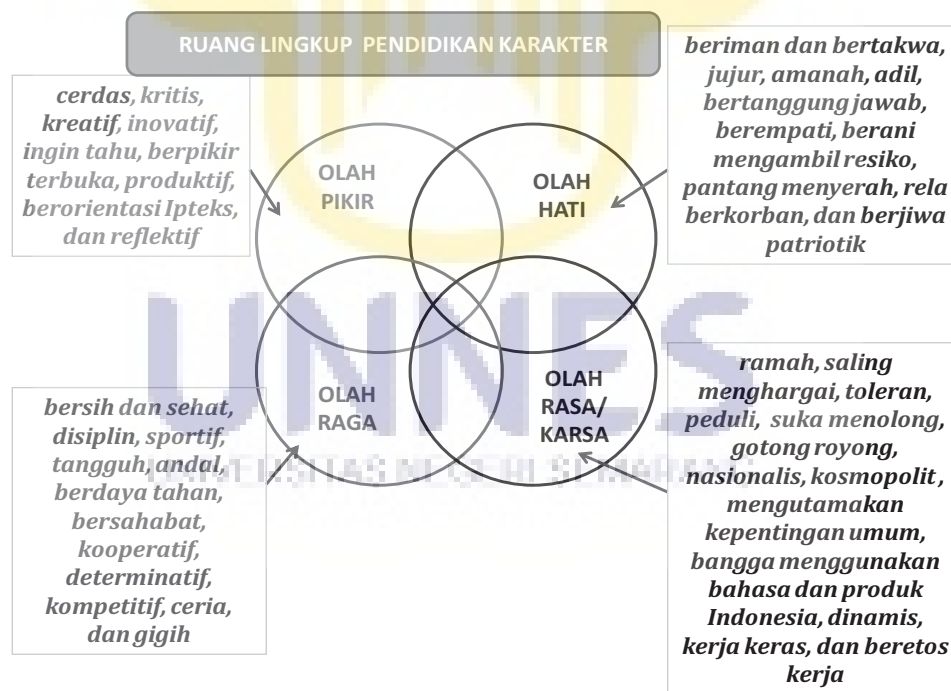 RUANG LINGKUP PENDIDIKAN KARAKTER
cerdas, kritis,
kreatif, inovatif,
ingin tahu, berpikir
terbuka, produktif,
berorientasi Ipteks,
dan reflektif
OLAH
PIKIR
OLAH
HATI
beriman dan bertakwa,
jujur, amanah, adil,
bertanggung jawab,
berempati, berani
mengambil resiko,
pantang menyerah, rela
berkorban, dan berjiwa
patriotik
UNNES
UNIVERSITAS NEGERI SEMARANG
bersih dan sehat,
disiplin, sportif,
tangguh, andal,
berdaya tahan,
bersahabat,
kooperatif,
determinatif,
kompetitif, ceria,
dan gigih
OLAH
RAGA
OLAH
RASA/
KARSA
ramah, saling
menghargai, toleran,
peduli, suka menolong,
gotong royong,
nasionalis, kosmopolit ,
mengutamakan
kepentingan umum,
bangga menggunakan
bahasa dan produk
Indonesia, dinamis,
kerja keras, dan beretos
kerja